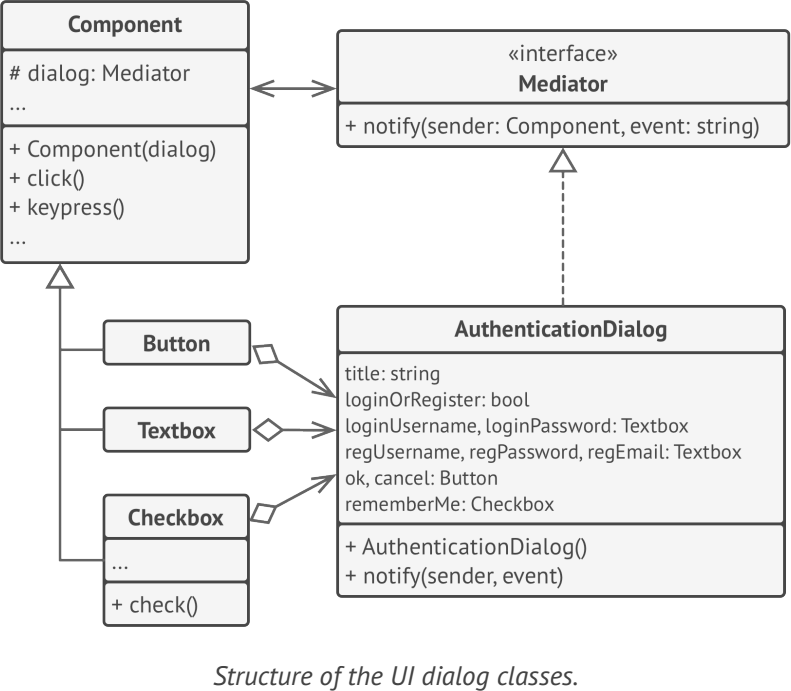 Component
# dialog: Mediator
...
+ Component(dialog)
+ click()
+ keypress()
...
«interface»
Mediator
+ notify(sender: Component, event: string)
Button
Textbox
Checkbox
...
+ check()
AuthenticationDialog
title: string
loginOrRegister: bool
loginUsername, loginPassword: Textbox
regUsername, regPassword, regEmail: Textbox
ok, cancel: Button
rememberMe: Checkbox
+ AuthenticationDialog()
+ notify(sender, event)
Structure of the UI dialog classes.